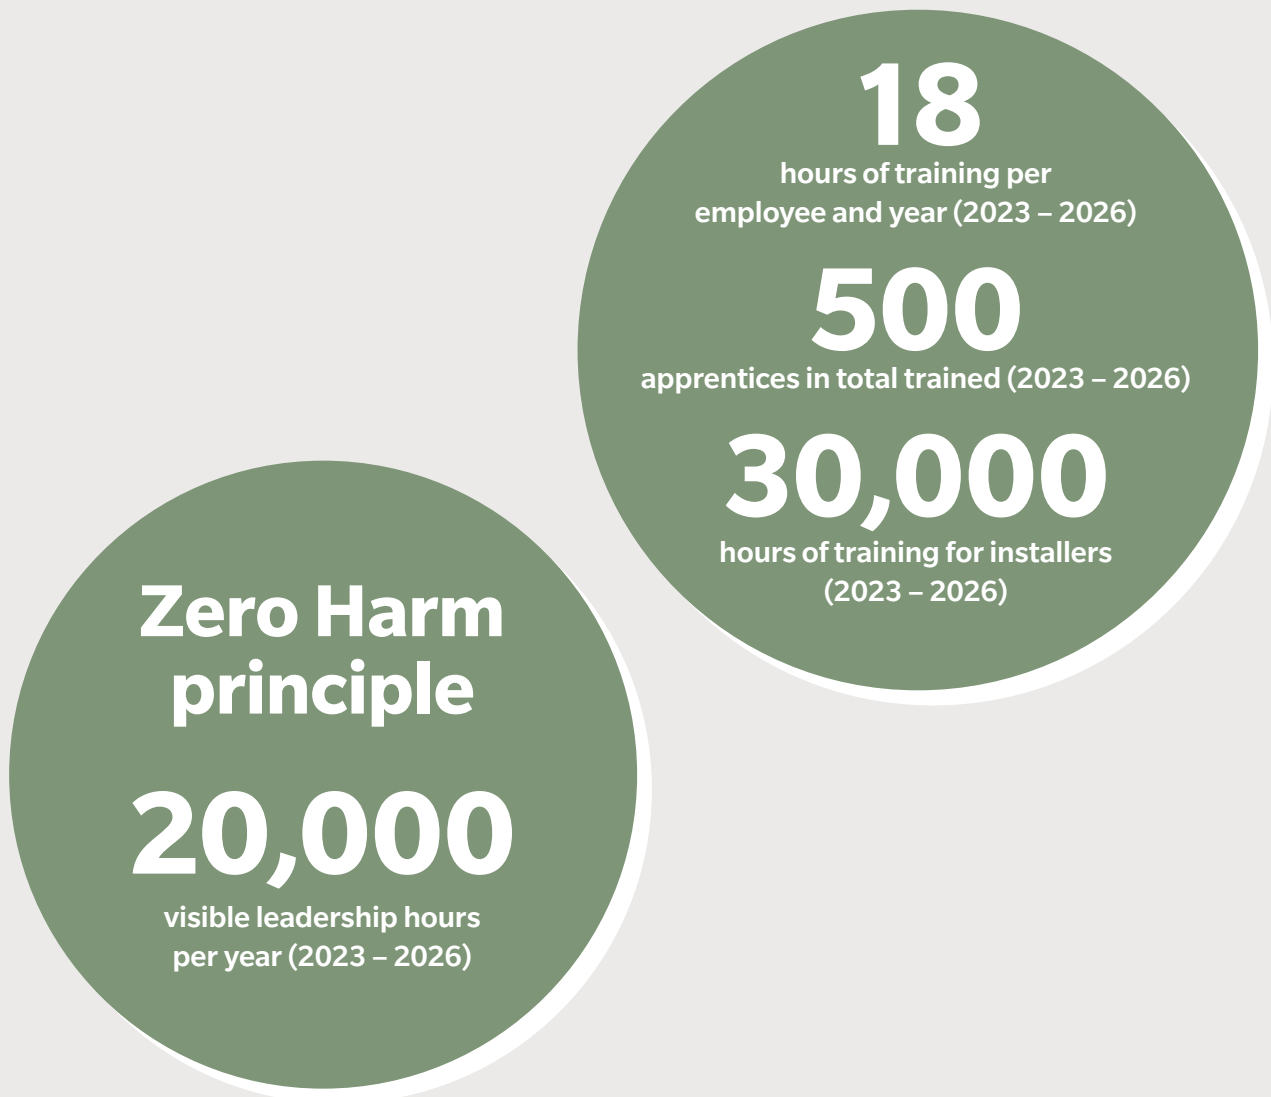 18
hours of training per
employee and year (2023 – 2026)
500
apprentices in total trained (2023 – 2026)
30,000
hours of training for installers
(2023 – 2026)
Zero Harm
principle
20,000
visible leadership hours
per year (2023 – 2026)